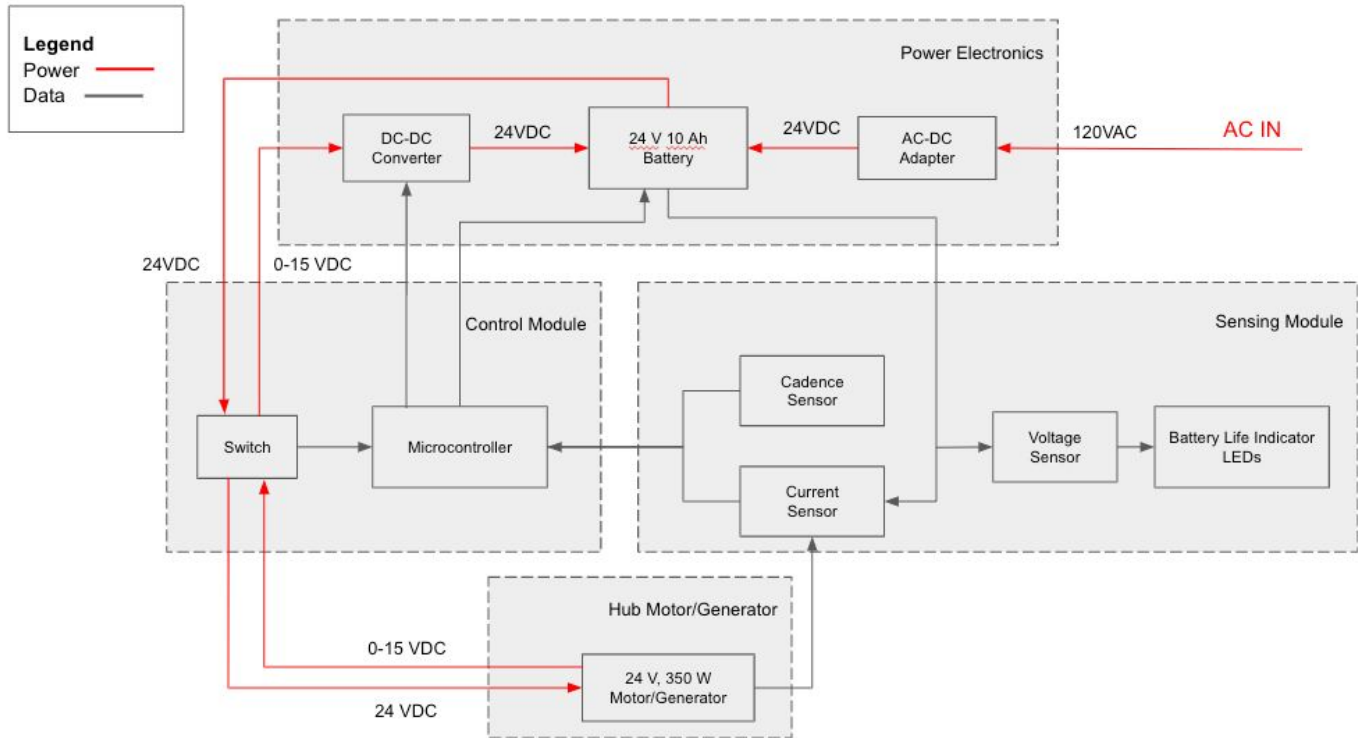 Legend
Power
Data
Power Electronics
DC-DC
Converter
24VDC
24 V 10 Ah
Battery
24VDC
AC-DC
Adapter
120VAC
AC IN
24VDC
0-15 VDC
Control Module
Switch
Microcontroller
Sensing Module
Cadence
Sensor
Current
Sensor
Voltage
Sensor
Battery Life Indicator
LEDs
Hub Motor/Generator
0-15 VDC
24 V, 350 W
Motor/Generator
24 VDC